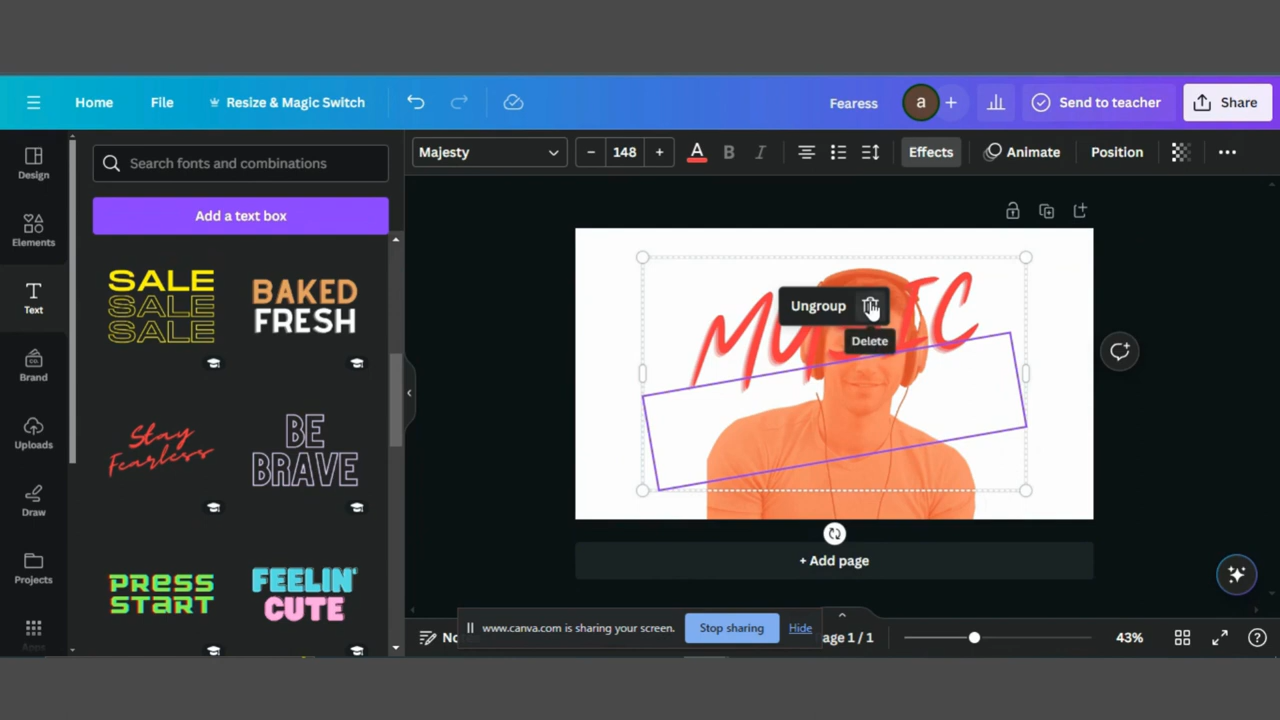 Home File Resize & Magic Switch Fearess a Send to teacher Share
Majesty 148 A B I Effects Animate Position
Search fonts and combinations
Add a text box
Design
Elements
Text
Brand
Uploads
Draw
Projects
Apps
SALE
SALE
SALE
BAKED
FRESH
Stay
Fearless
BE
BRAVE
PRESS
START
FEELIN'
CUTE
MUSIC
Ungroup
Delete
+ Add page
www.canva.com is sharing your screen. Stop sharing Hide
1 / 1
43%